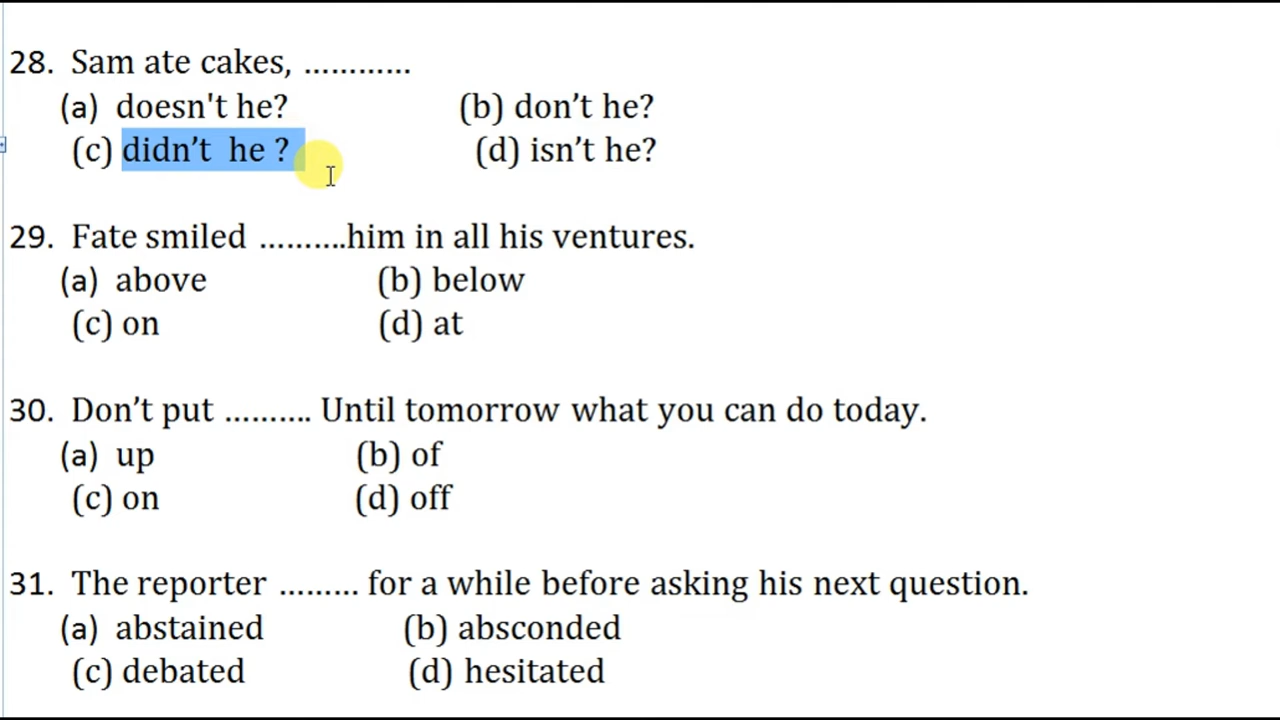 28. Sam ate cakes, …………
(a) doesn't he? (b) don’t he?
(c) didn’t he ? (d) isn’t he?
29. Fate smiled ……….him in all his ventures.
(a) above (b) below
(c) on (d) at
30. Don’t put ………. Until tomorrow what you can do today.
(a) up (b) of
(c) on (d) off
31. The reporter ……… for a while before asking his next question.
(a) abstained (b) absconded
(c) debated (d) hesitated